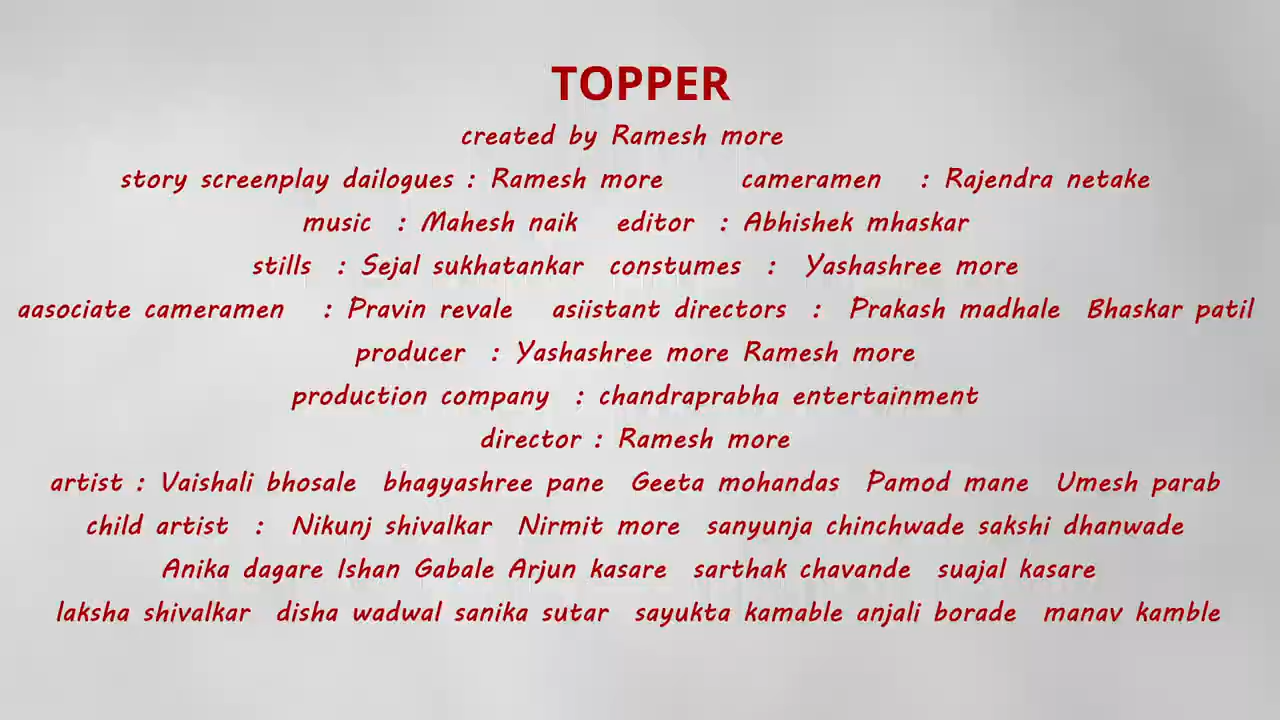 TOPPER
created by Ramesh more
story screenplay dailogues : Ramesh more cameramen : Rajendra netake
music : Mahesh naik editor : Abhishek mhaskar
stills : Sejal sukhatankar constumes : Yashashree more
aasociate cameramen : Pravin revale asiistant directors : Prakash madhale Bhaskar patil
producer : Yashashree more Ramesh more
production company : chandraprabha entertainment
director : Ramesh more
artist : Vaishali bhosale bhagyashree pane Geeta mohandas Pamod mane Umesh parab
child artist : Nikunj shivalkar Nirmit more sanyunja chinchwade sakshi dhanwade
Anika dagare Ishan Gabale Arjun kasare sarthak chavande suajal kasare
laksha shivalkar disha wadwal sanika sutar sayukta kamable anjali borade manav kamble